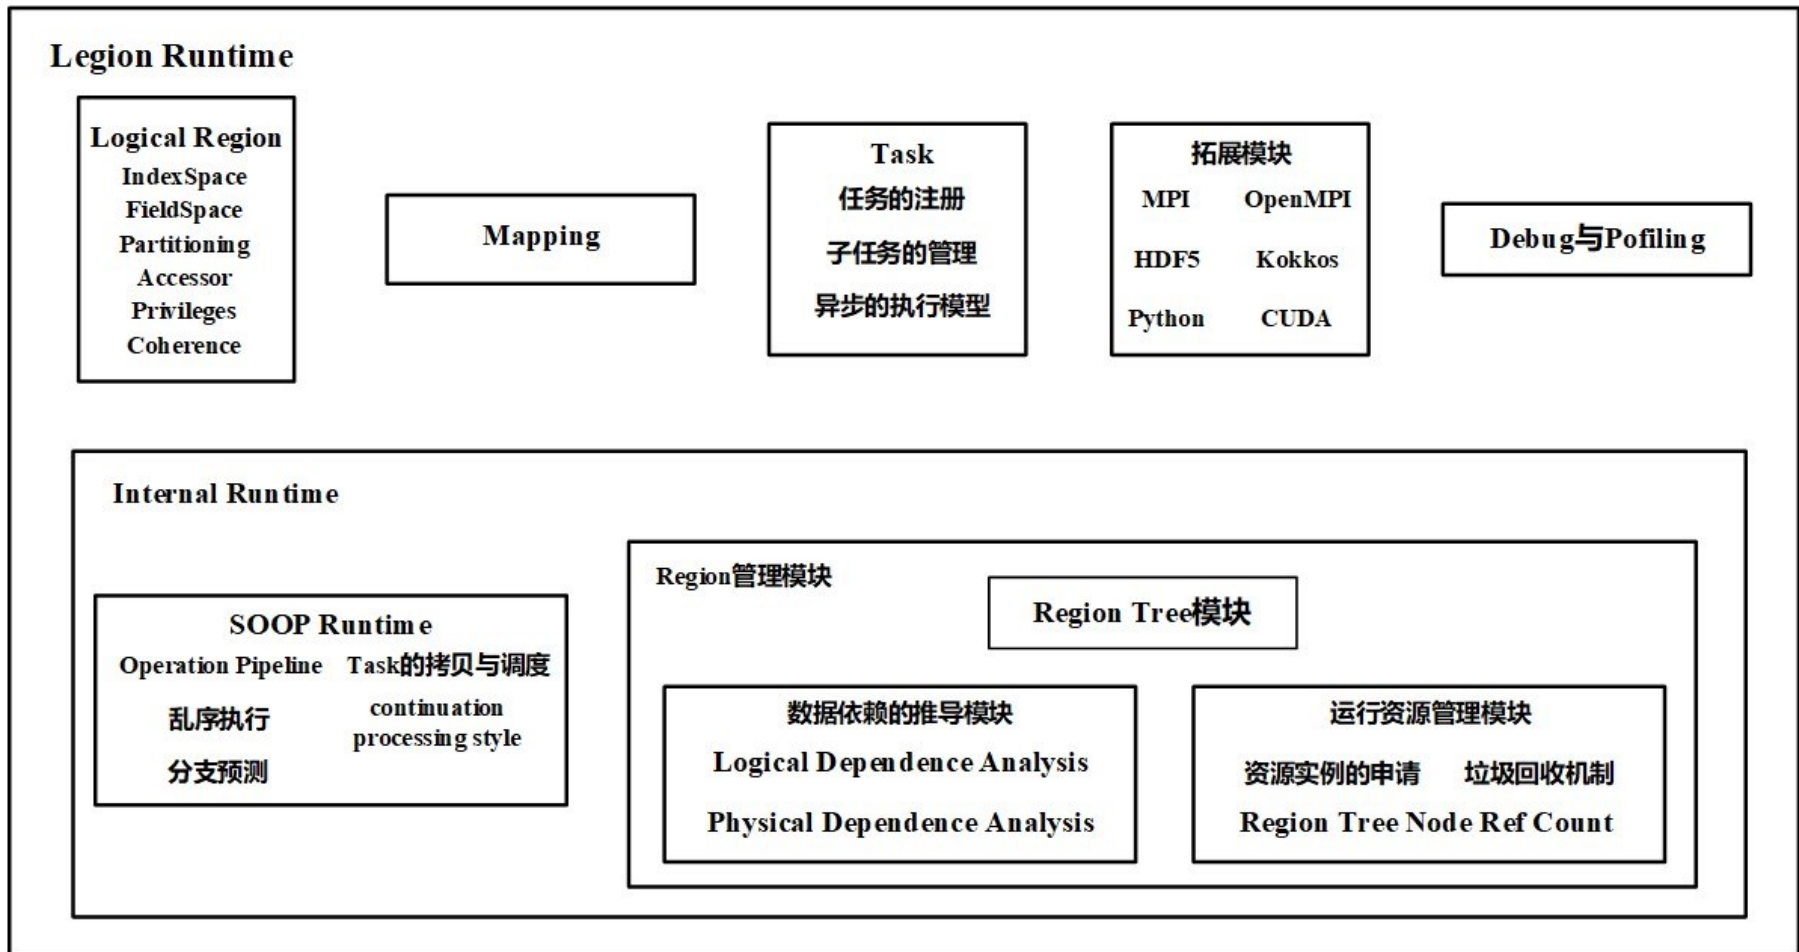 Legion Runtime
Logical Region
IndexSpace
FieldSpace
Partitioning
Accessor
Privileges
Coherence
Mapping
Task
任务的注册
子任务的管理
异步的执行模型
拓展模块
MPI OpenMPI
HDF5 Kokkos
Python CUDA
Debug与Pofiling
Internal Runtime
SOOP Runtime
Operation Pipeline Task的拷贝与调度
乱序执行
continuation
processing style
分支预测
Region管理模块
Region Tree模块
数据依赖的推导模块
Logical Dependence Analysis
Physical Dependence Analysis
运行资源管理模块
资源实例的申请 垃圾回收机制
Region Tree Node Ref Count